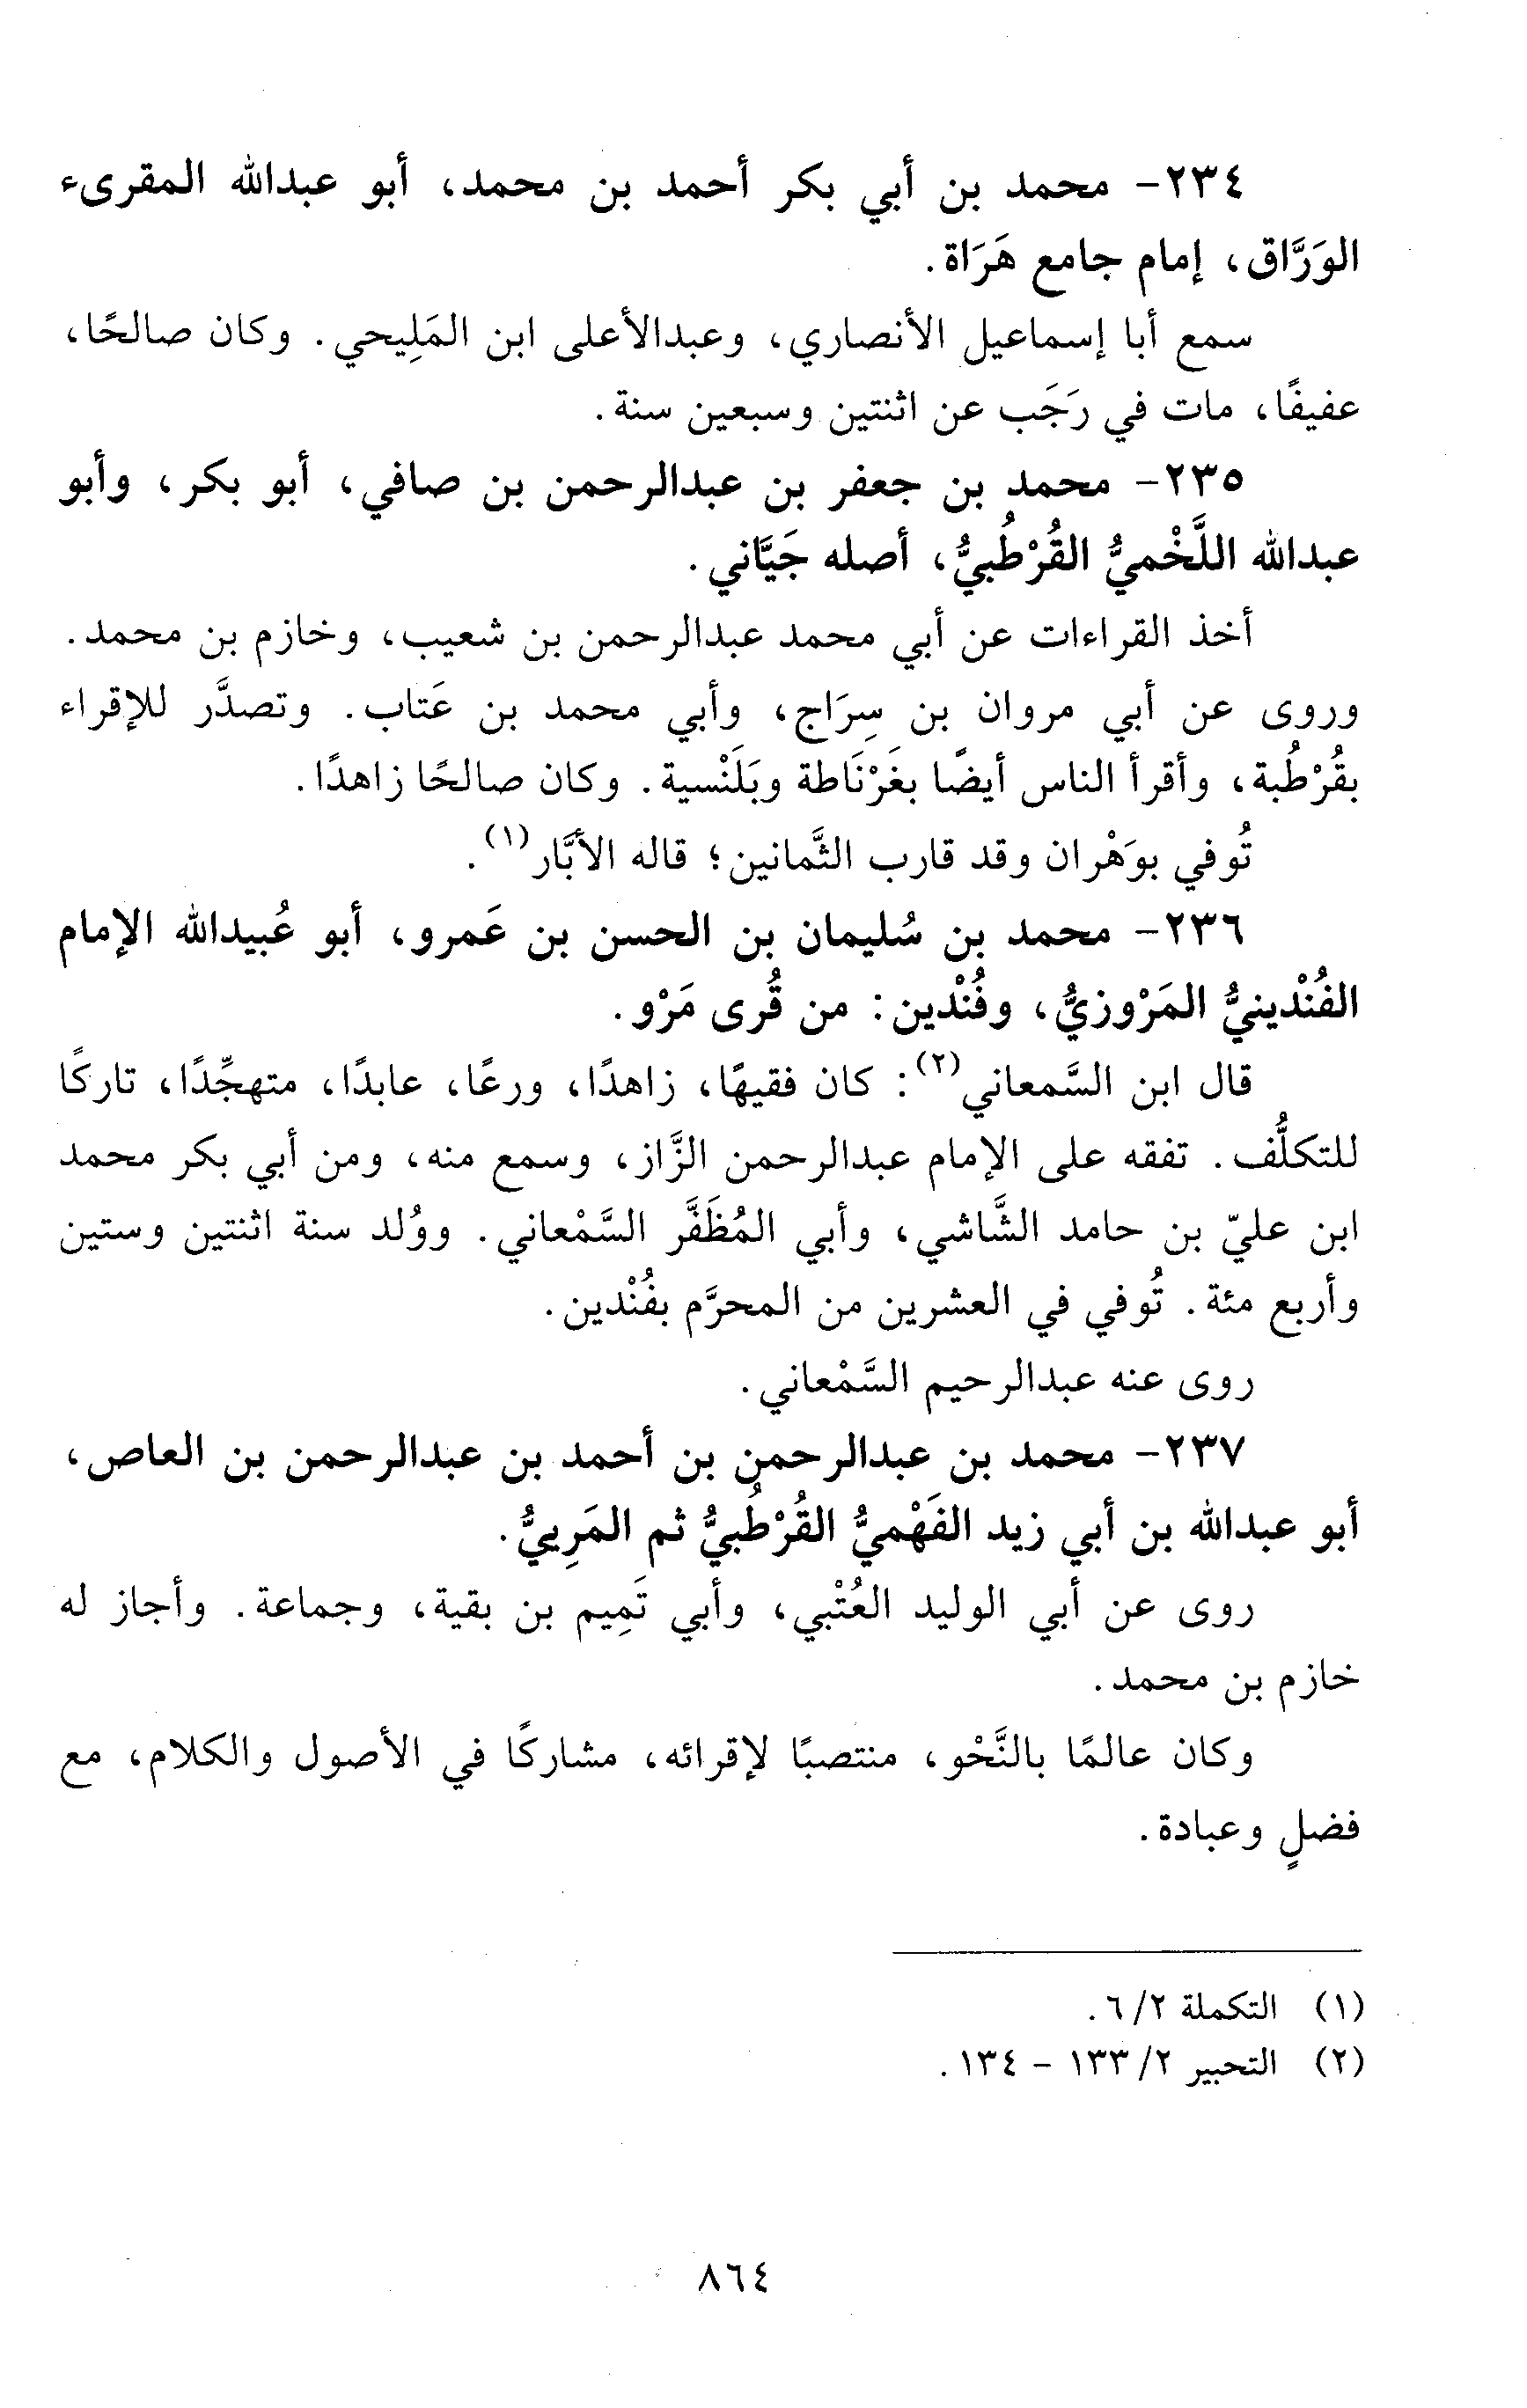 ٢٣٤- محمد بن أبي بكر أحمد بن محمد، أبو عبدالله المقرىء
الوَرَّاق، إمام جامع هَرَاة.
سمع أبا إسماعيل الأنصاري، وعبدالأعلى ابن المَلِيحي. وكان صالحًا،
عفيفًا، مات في رَجَب عن اثنتين وسبعين سنة.
٢٣٥- محمد بن جعفر بن عبدالرحمن بن صافي، أبو بكر، وأبو
عبدالله اللَّخْميُّ القُرْطُبيُّ، أصله جَيَّاني.
أخذ القراءات عن أبي محمد عبدالرحمن بن شعيب، وخازم بن محمد.
وروى عن أبي مروان بن سِرَاج، وأبي محمد بن عَتاب. وتصدَّر للإقراء
بقُرْطُبة، وأقرأ الناس أيضًا بغَرْنَاطة وبَلَنْسية. وكان صالحًا زاهدًا.
تُوفي بوَهْران وقد قارب الثَّمانين؛ قاله الأبَّار(١).
٢٣٦- محمد بن سُليمان بن الحسن بن عَمرو، أبو عُبيدالله الإمام
الفُنْدينيُّ المَرْوزيُّ، وفُنْدين: من قُرى مَرْو.
قال ابن السَّمعاني(٢): كان فقيهًا، زاهدًا، ورعًا، عابدًا، متهجِّدًا، تاركًا
للتكلُّف. تفقه على الإمام عبدالرحمن الزَّاز، وسمع منه، ومن أبي بكر محمد
ابن عليّ بن حامد الشَّاشي، وأبي المُظَفَّر السَّمْعاني. ووُلد سنة اثنتين وستين
وأربع مئة. تُوفي في العشرين من المحرَّم بفُنْدين.
روى عنه عبدالرحيم السَّمْعاني.
٢٣٧- محمد بن عبدالرحمن بن أحمد بن عبدالرحمن بن العاص،
أبو عبدالله بن أبي زيد الفَهْميُّ القُرْطُبيُّ ثم المَرِييُّ.
روى عن أبي الوليد العُتْبي، وأبي تَمِيم بن بقية، وجماعة. وأجاز له
خازم بن محمد.
وكان عالمًا بالنَّحْو، منتصبًا لإقرائه، مشاركًا في الأصول والكلام، مع
فضلٍ وعبادة.
(١) التكملة ٢/ ٦.
(٢) التحبير ٢/ ١٣٣ - ١٣٤.
٨٦٤